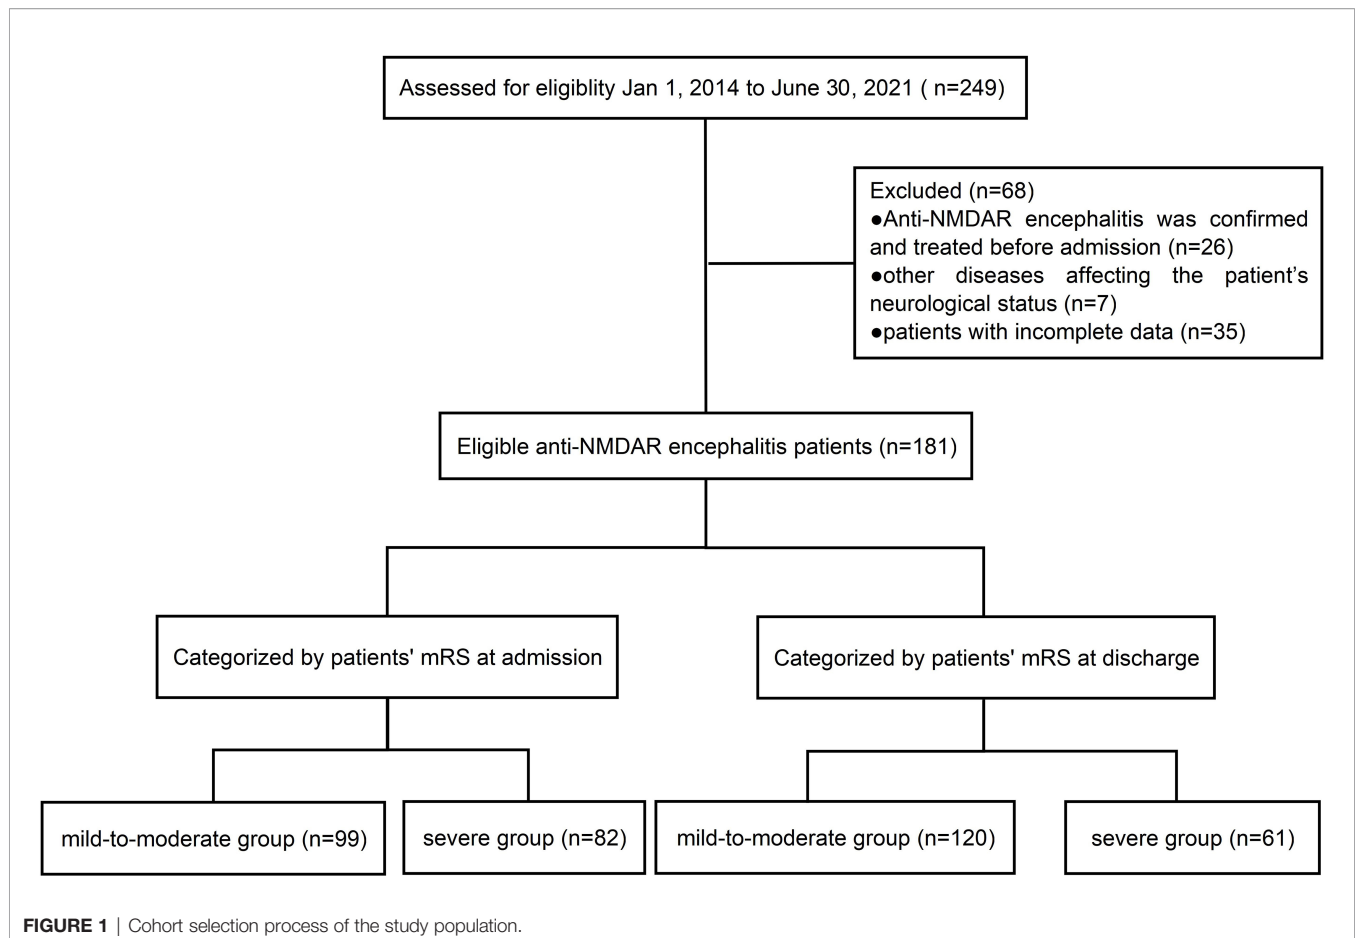 Assessed for eligiblity Jan 1, 2014 to June 30, 2021 ( n=249)
Excluded (n=68)
●Anti-NMDAR encephalitis was confirmed
and treated before admission (n=26)
●other diseases affecting the patient’s
neurological status (n=7)
●patients with incomplete data (n=35)
Eligible anti-NMDAR encephalitis patients (n=181)
Categorized by patients' mRS at admission
Categorized by patients' mRS at discharge
mild-to-moderate group (n=99)
severe group (n=82)
mild-to-moderate group (n=120)
severe group (n=61)
FIGURE 1 | Cohort selection process of the study population.